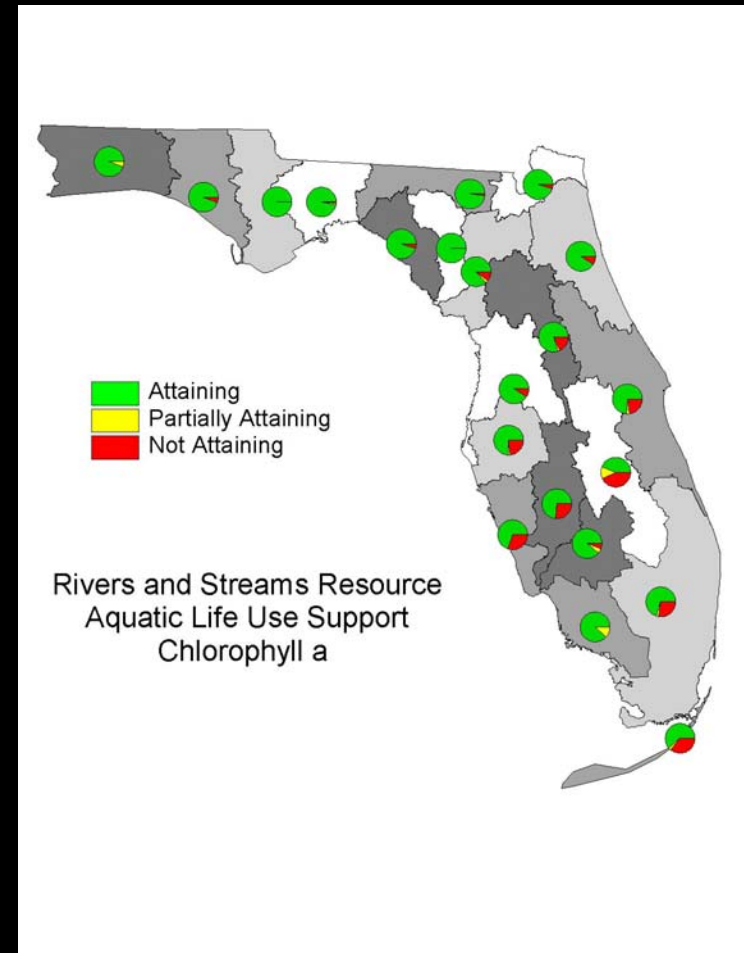 Attaining
Partially Attaining
Not Attaining
Rivers and Streams Resource
Aquatic Life Use Support
Chlorophyll a